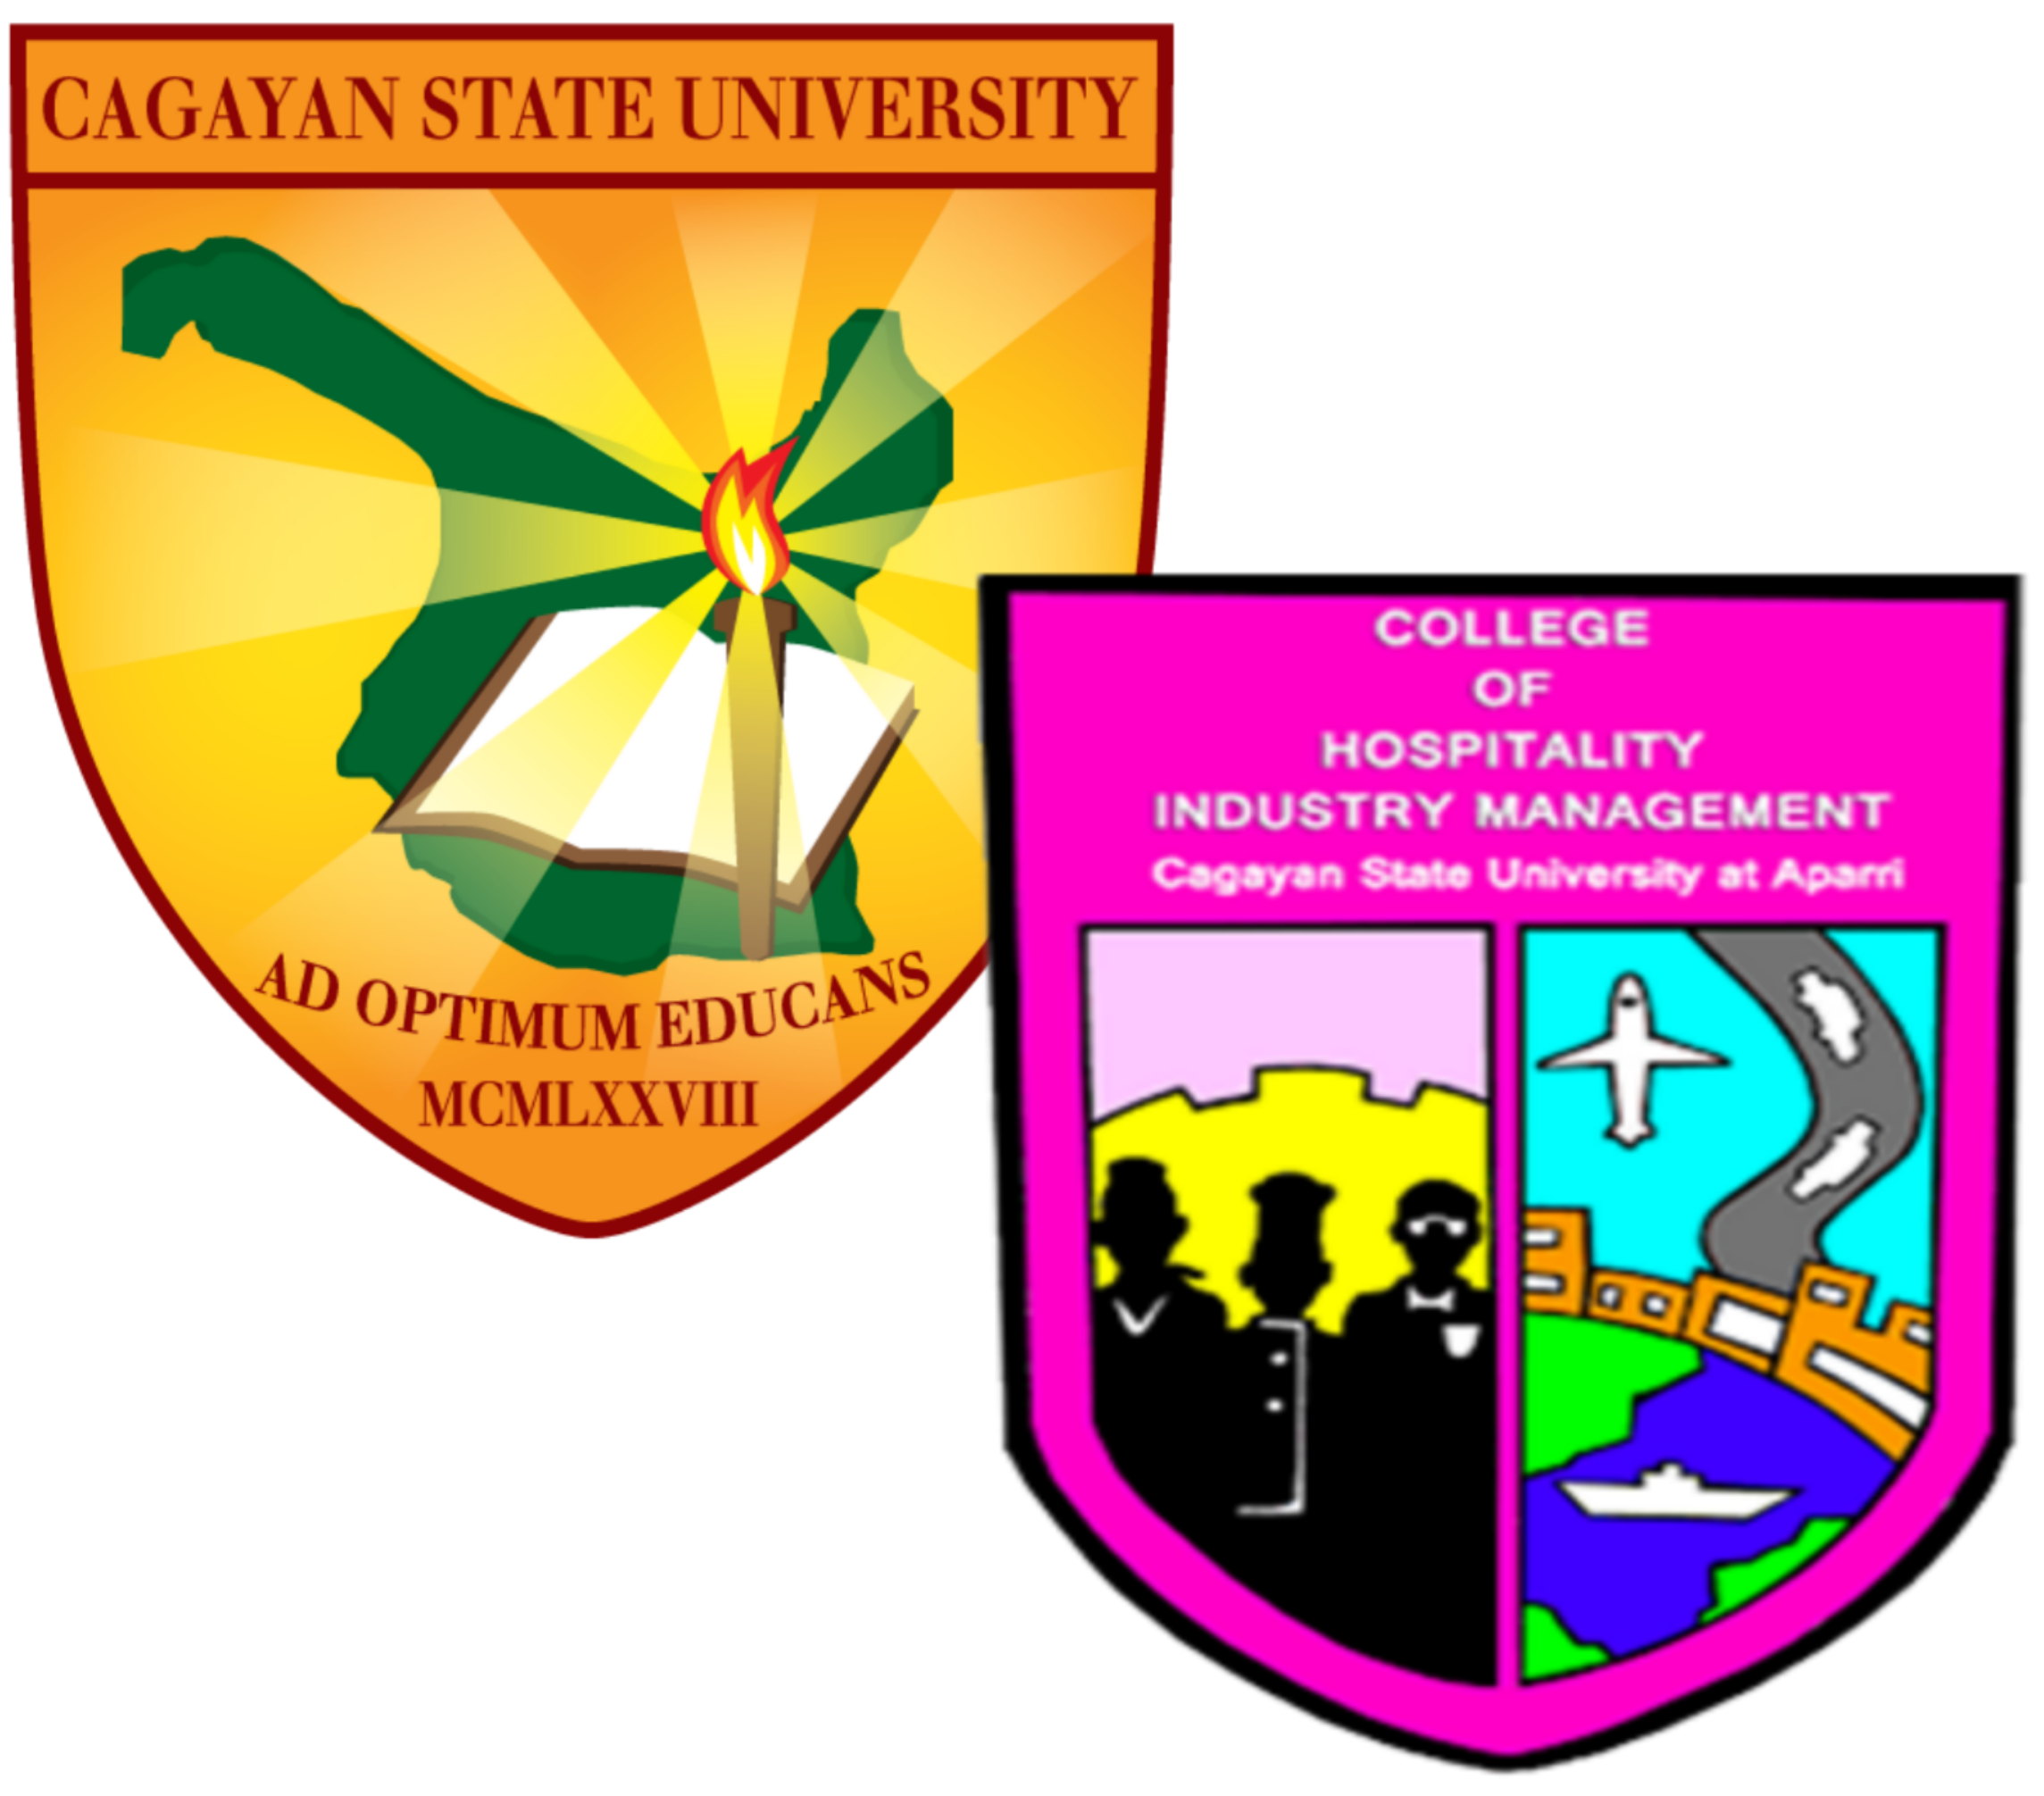 CAGAYAN STATE UNIVERSITY
AD OPTIMUM EDUCANS
MCMLXXVIII
COLLEGE
OF
HOSPITALITY
INDUSTRY MANAGEMENT
Cagayan State University at Aparri